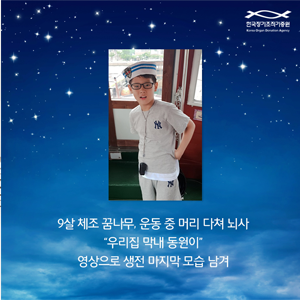 한국장기조직기증원
Korea Organ Donation Agency
9살 체조 꿈나무, 운동 중 머리 다쳐 뇌사
"우리집 막내 동원이"
영상으로 생전 마지막 모습 남겨